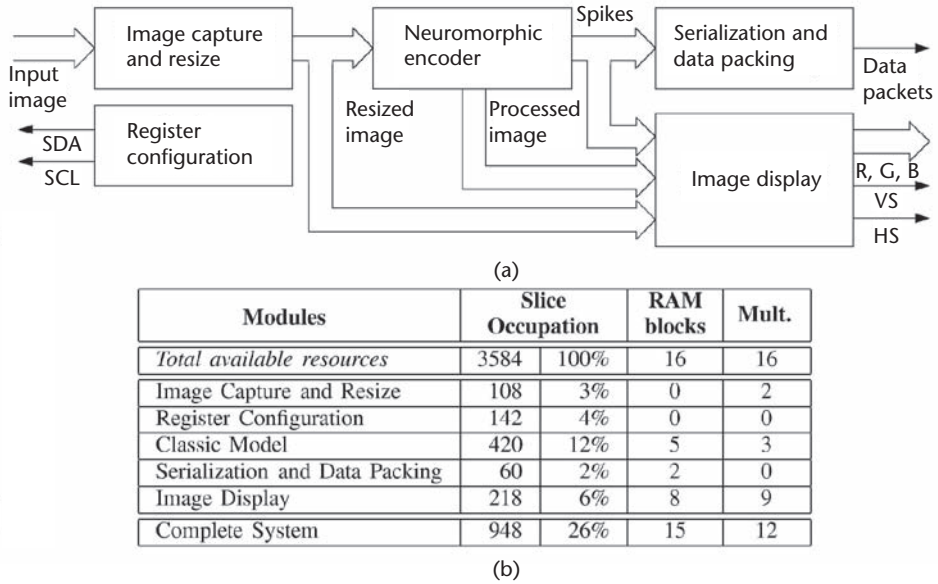 Input image
Image capture and resize
Neuromorphic encoder
Spikes
Serialization and data packing
Data packets
SDA
SCL
Register configuration
Resized image
Processed image
Image display
R, G, B
VS
HS
(a)
Modules Slice Occupation RAM blocks Mult.
Total available resources 3584 100% 16 16
Image Capture and Resize 108 3% 0 2
Register Configuration 142 4% 0 0
Classic Model 420 12% 5 3
Serialization and Data Packing 60 2% 2 0
Image Display 218 6% 8 9
Complete System 948 26% 15 12
(b)